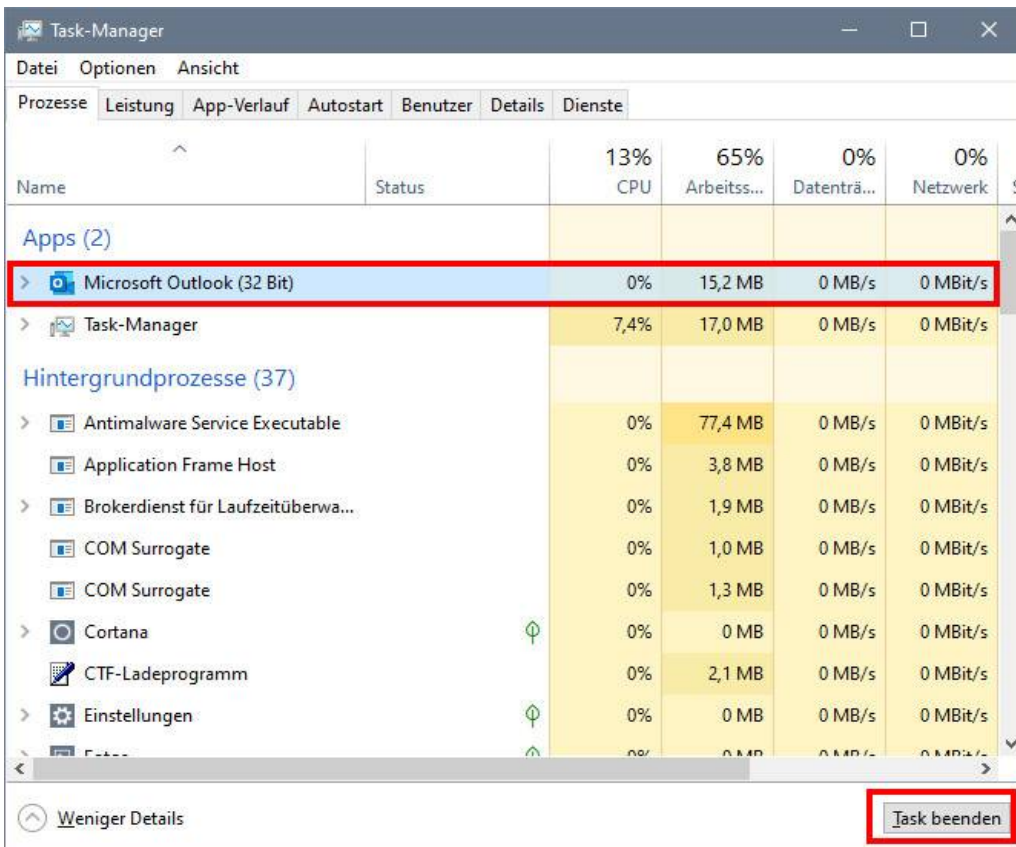 Task-Manager
Datei Optionen Ansicht
Prozesse Leistung App-Verlauf Autostart Benutzer Details Dienste
13% 65% 0% 0%
Name Status CPU Arbeitss... Datenträ... Netzwerk
Apps (2)
Microsoft Outlook (32 Bit) 0% 15,2 MB 0 MB/s 0 MBit/s
Task-Manager 7,4% 17,0 MB 0 MB/s 0 MBit/s
Hintergrundprozesse (37)
Antimalware Service Executable 0% 77,4 MB 0 MB/s 0 MBit/s
Application Frame Host 0% 3,8 MB 0 MB/s 0 MBit/s
Brokerdienst für Laufzeitüberwa... 0% 1,9 MB 0 MB/s 0 MBit/s
COM Surrogate 0% 1,0 MB 0 MB/s 0 MBit/s
COM Surrogate 0% 1,3 MB 0 MB/s 0 MBit/s
Cortana 0% 0 MB 0 MB/s 0 MBit/s
CTF-Ladeprogramm 0% 2,1 MB 0 MB/s 0 MBit/s
Einstellungen 0% 0 MB 0 MB/s 0 MBit/s
Weniger Details Task beenden